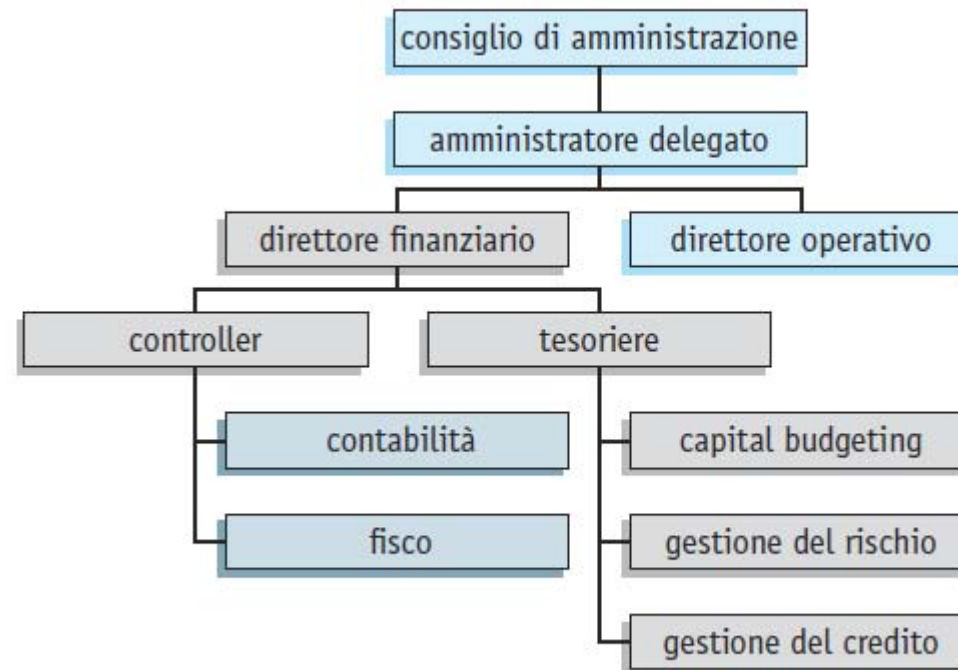 consiglio di amministrazione
amministratore delegato
direttore finanziario
direttore operativo
controller
tesoriere
contabilità
capital budgeting
fisco
gestione del rischio
gestione del credito